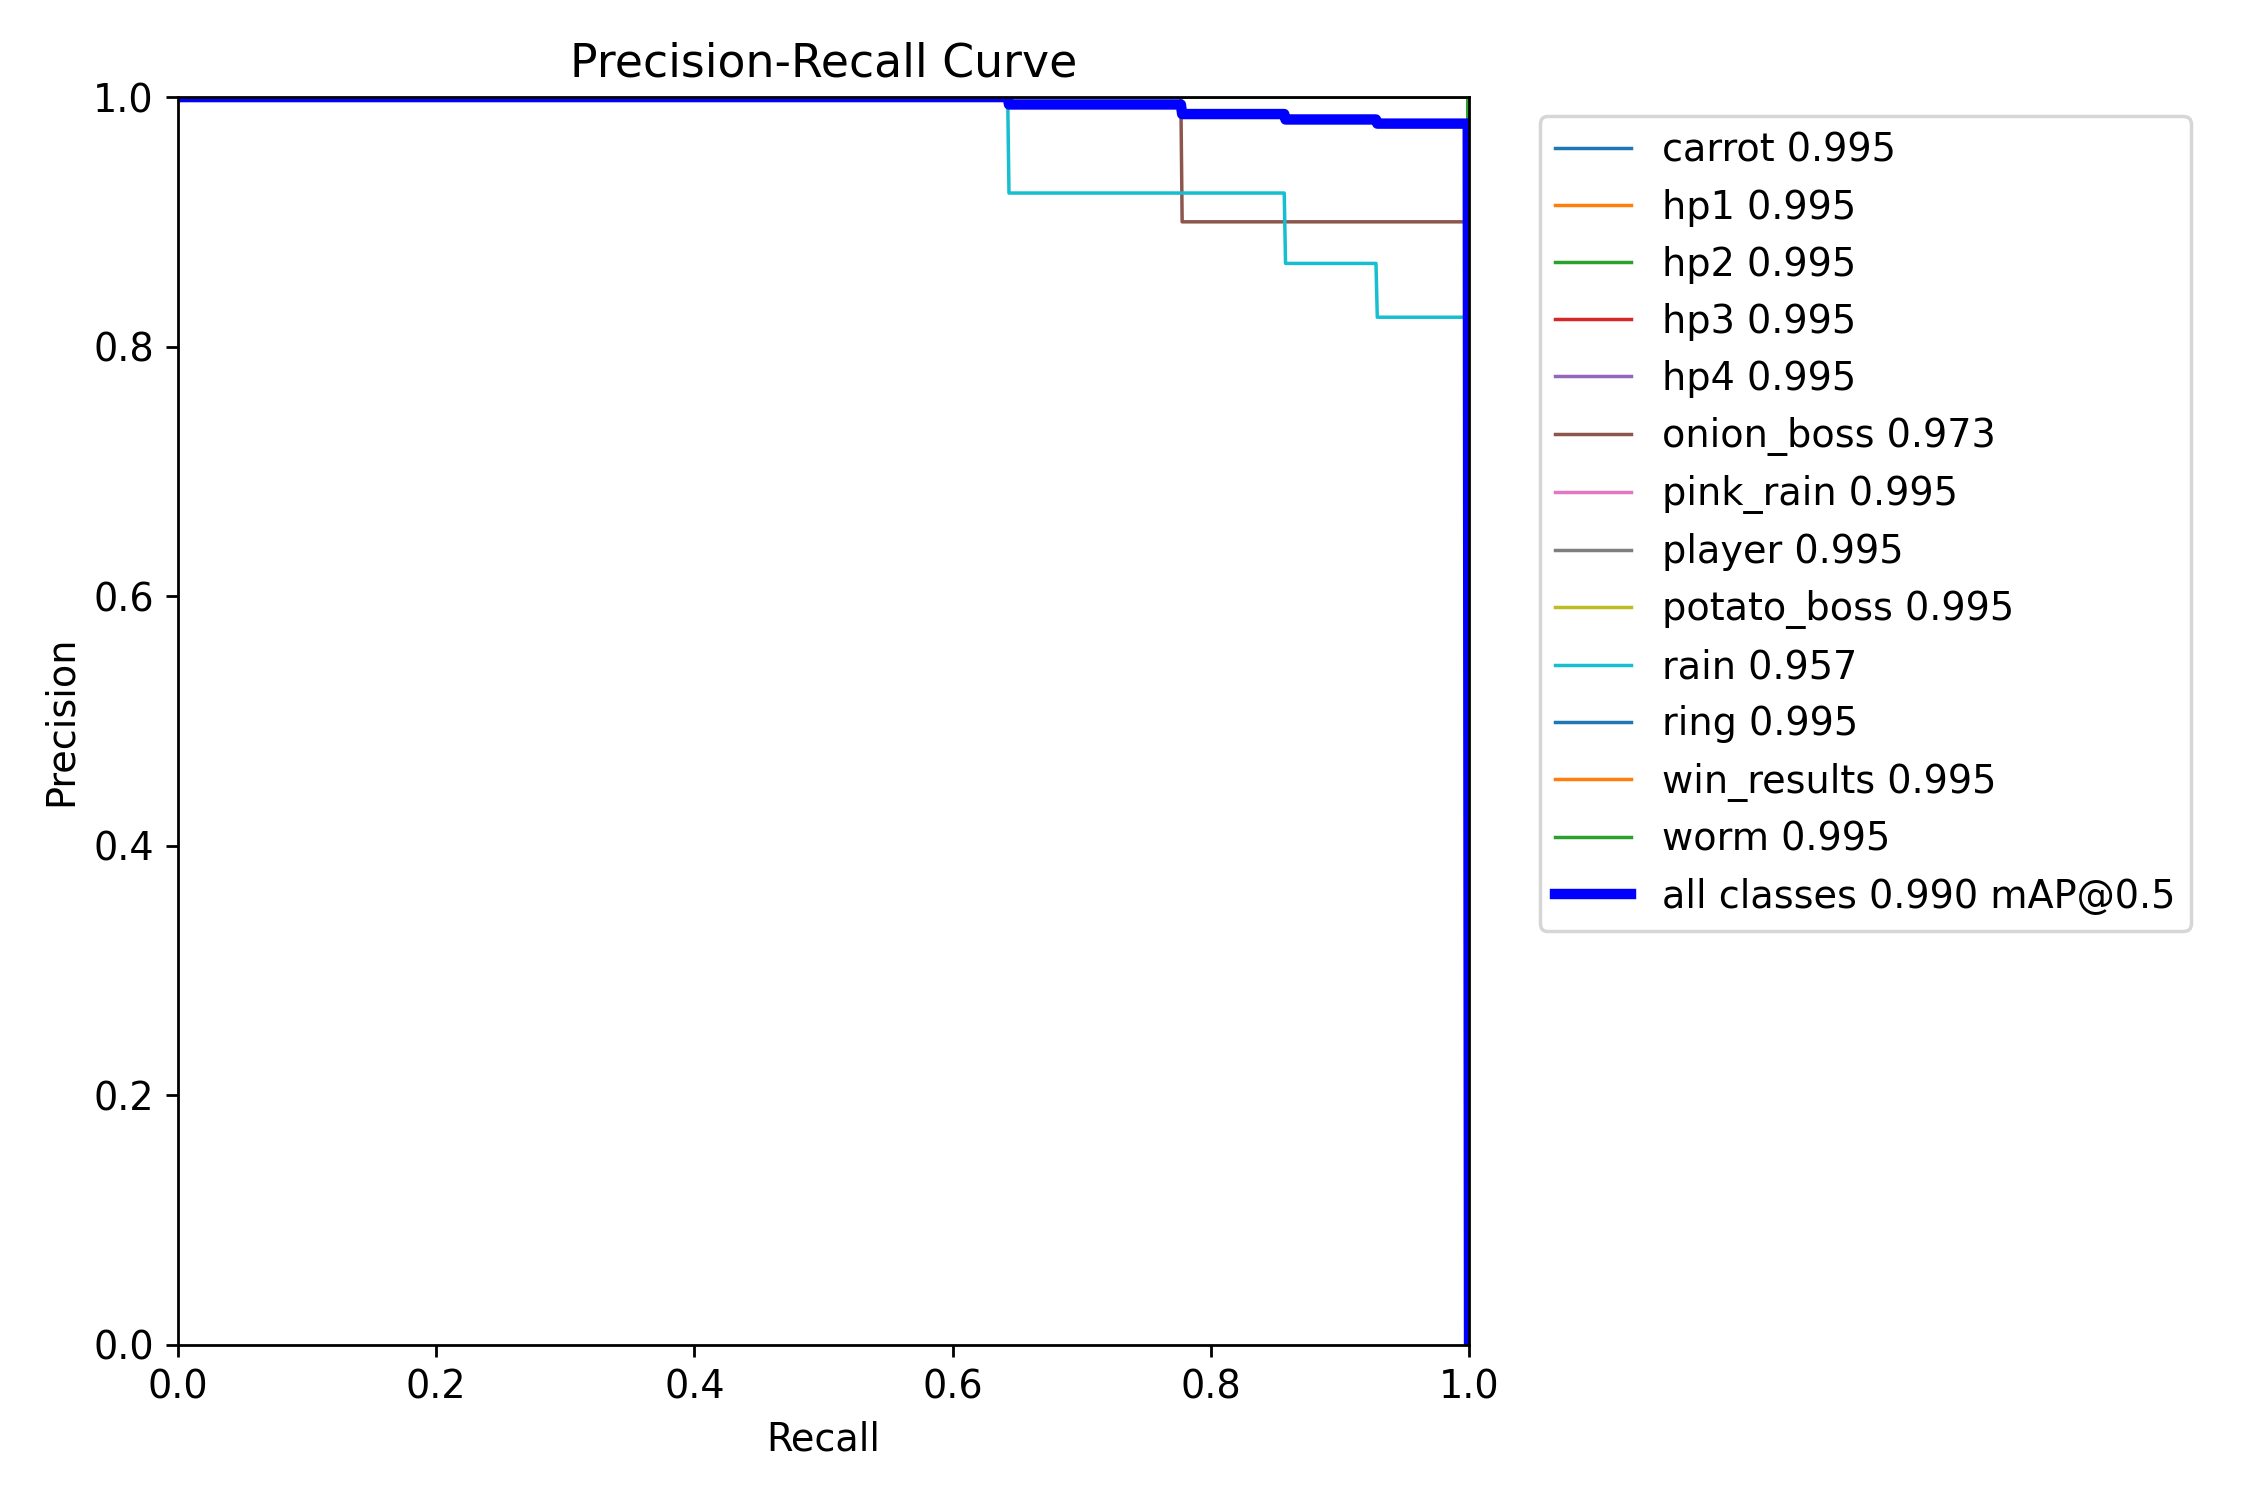 Precision-Recall Curve
1.0
0.8
0.6
0.4
0.2
0.0
Precision
0.0 0.2 0.4 0.6 0.8 1.0
Recall
carrot 0.995
hp1 0.995
hp2 0.995
hp3 0.995
hp4 0.995
onion_boss 0.973
pink_rain 0.995
player 0.995
potato_boss 0.995
rain 0.957
ring 0.995
win_results 0.995
worm 0.995
all classes 0.990 mAP@0.5